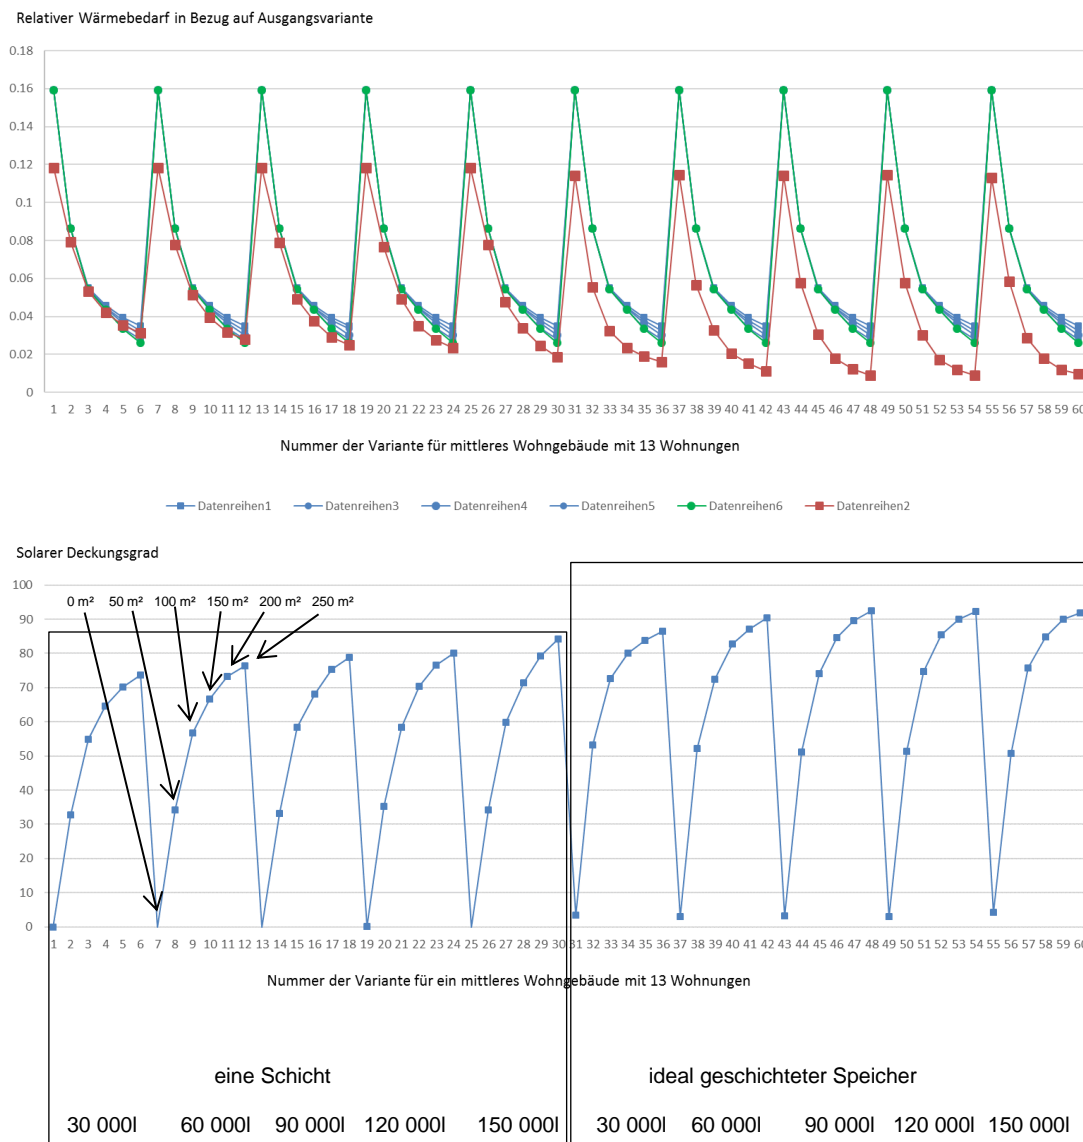 Relativer Wärmebedarf in Bezug auf Ausgangsvariante
0.18
0.16
0.14
0.12
0.1
0.08
0.06
0.04
0.02
0
1 2 3 4 5 6 7 8 9 10 11 12 13 14 15 16 17 18 19 20 21 22 23 24 25 26 27 28 29 30 31 32 33 34 35 36 37 38 39 40 41 42 43 44 45 46 47 48 49 50 51 52 53 54 55 56 57 58 59 60
Nummer der Variante für mittleres Wohngebäude mit 13 Wohnungen
Datenreihen1 Datenreihen3 Datenreihen4 Datenreihen5 Datenreihen6 Datenreihen2
Solarer Deckungsgrad
100
0 m² 50 m² 100 m² 150 m² 200 m² 250 m²
90
80
70
60
50
40
30
20
10
0
1 2 3 4 5 6 7 8 9 10 11 12 13 14 15 16 17 18 19 20 21 22 23 24 25 26 27 28 29 30 31 32 33 34 35 36 37 38 39 40 41 42 43 44 45 46 47 48 49 50 51 52 53 54 55 56 57 58 59 60
Nummer der Variante für ein mittleres Wohngebäude mit 13 Wohnungen
eine Schicht ideal geschichteter Speicher
30 000l 60 000l 90 000l 120 000l 150 000l 30 000l 60 000l 90 000l 120 000l 150 000l